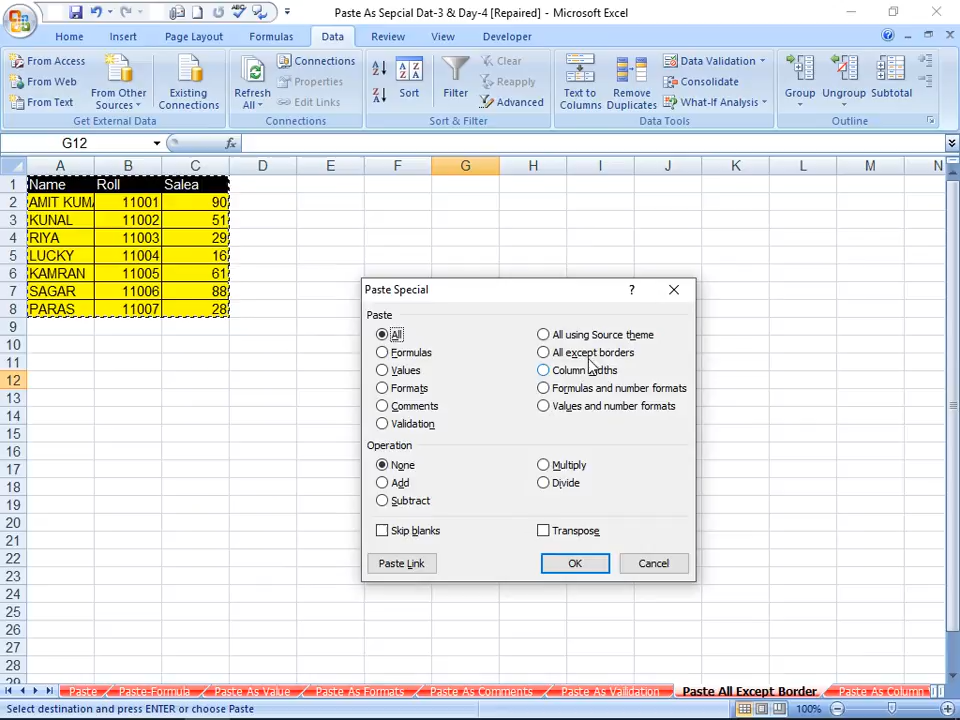 Paste As Sepcial Dat-3 & Day-4 [Repaired] - Microsoft Excel
Home Insert Page Layout Formulas Data Review View Developer
From Access
From Web
From Text
From Other Sources
Existing Connections
Get External Data
Refresh All
Connections
Properties
Edit Links
Connections
Sort
Filter
Clear
Reapply
Advanced
Sort & Filter
Text to Columns
Remove Duplicates
Data Validation
Consolidate
What-If Analysis
Data Tools
Group
Ungroup
Subtotal
Outline
G12 fx
A B C D E F G H I J K L M N
1 Name Roll Salea
2 AMIT KUMA 11001 90
3 KUNAL 11002 51
4 RIYA 11003 29
5 LUCKY 11004 16
6 KAMRAN 11005 61
7 SAGAR 11006 88
8 PARAS 11007 28
9
10
11
12
13
14
15
16
17
18
19
20
21
22
23
24
25
26
27
28
29
Paste Special ?
Paste
All
Formulas
Values
Formats
Comments
Validation
All using Source theme
All except borders
Column widths
Formulas and number formats
Values and number formats
Operation
None
Add
Subtract
Multiply
Divide
Skip blanks
Transpose
Paste Link OK Cancel
Paste Paste Formula Paste As Value Paste As Formats Paste As Comments Paste As Vailidation Paste All Except Border Paste As Column
Select destination and press ENTER or choose Paste 100%